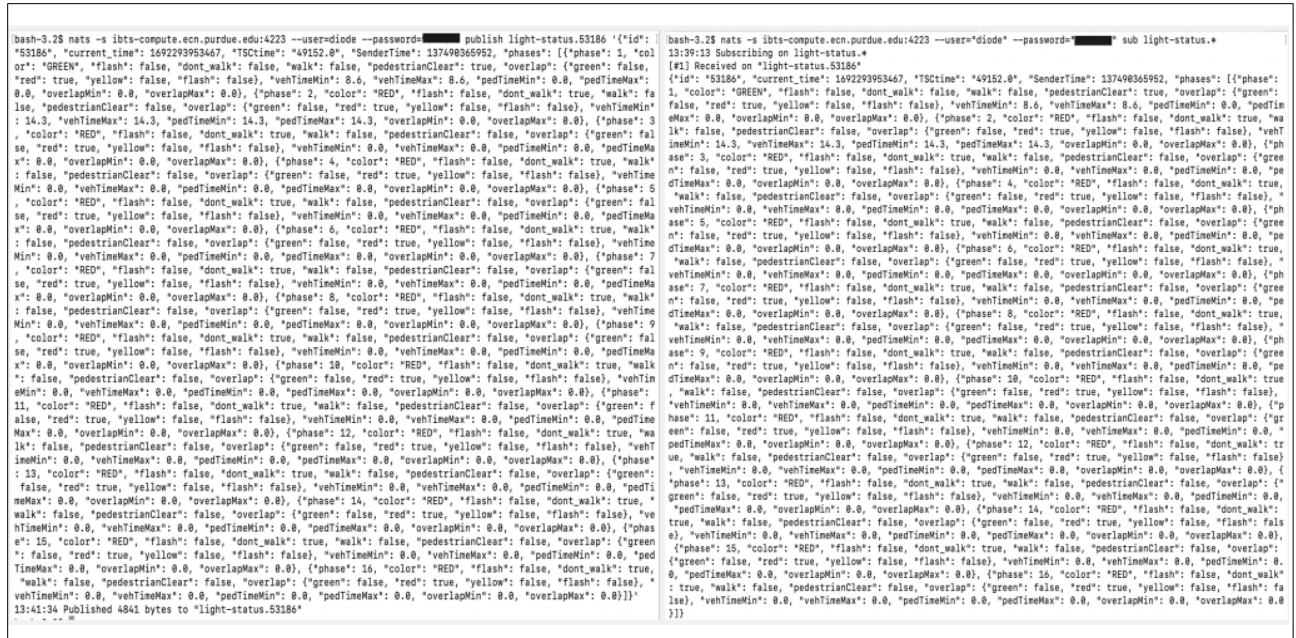 bash-3.2$ nats -s ibts-compute.ecn.purdue.edu:4223 --user=diode --password= publish light-status.53186 '{"id":
"53186", "current_time": 1692293953467, "TSCtime": "49152.0", "SenderTime": 137490365952, "phases": [{"phase": 1, "col
or": "GREEN", "flash": false, "dont_walk": false, "walk": false, "pedestrianClear": true, "overlap": {"green": false,
"red": true, "yellow": false, "flash": false}, "vehTimeMin": 8.6, "vehTimeMax": 8.6, "pedTimeMin": 0.0, "pedTimeMax":
0.0, "overlapMin": 0.0, "overlapMax": 0.0}, {"phase": 2, "color": "RED", "flash": false, "dont_walk": true, "walk": fa
lse, "pedestrianClear": false, "overlap": {"green": false, "red": true, "yellow": false, "flash": false}, "vehTimeMin"
: 14.3, "vehTimeMax": 14.3, "pedTimeMin": 14.3, "pedTimeMax": 14.3, "overlapMin": 0.0, "overlapMax": 0.0}, {"phase": 3
, "color": "RED", "flash": false, "dont_walk": true, "walk": false, "pedestrianClear": false, "overlap": {"green": fal
se, "red": true, "yellow": false, "flash": false}, "vehTimeMin": 0.0, "vehTimeMax": 0.0, "pedTimeMin": 0.0, "pedTimeMa
x": 0.0, "overlapMin": 0.0, "overlapMax": 0.0}, {"phase": 4, "color": "RED", "flash": false, "dont_walk": true, "walk"
: false, "pedestrianClear": false, "overlap": {"green": false, "red": true, "yellow": false, "flash": false}, "vehTime
Min": 0.0, "vehTimeMax": 0.0, "pedTimeMin": 0.0, "pedTimeMax": 0.0, "overlapMin": 0.0, "overlapMax": 0.0}, {"phase": 5
, "color": "RED", "flash": false, "dont_walk": true, "walk": false, "pedestrianClear": false, "overlap": {"green": fal
se, "red": true, "yellow": false, "flash": false}, "vehTimeMin": 0.0, "vehTimeMax": 0.0, "pedTimeMin": 0.0, "pedTimeMa
x": 0.0, "overlapMin": 0.0, "overlapMax": 0.0}, {"phase": 6, "color": "RED", "flash": false, "dont_walk": true, "walk"
: false, "pedestrianClear": false, "overlap": {"green": false, "red": true, "yellow": false, "flash": false}, "vehTime
Min": 0.0, "vehTimeMax": 0.0, "pedTimeMin": 0.0, "pedTimeMax": 0.0, "overlapMin": 0.0, "overlapMax": 0.0}, {"phase": 7
, "color": "RED", "flash": false, "dont_walk": true, "walk": false, "pedestrianClear": false, "overlap": {"green": fal
se, "red": true, "yellow": false, "flash": false}, "vehTimeMin": 0.0, "vehTimeMax": 0.0, "pedTimeMin": 0.0, "pedTimeMa
x": 0.0, "overlapMin": 0.0, "overlapMax": 0.0}, {"phase": 8, "color": "RED", "flash": false, "dont_walk": true, "walk"
: false, "pedestrianClear": false, "overlap": {"green": false, "red": true, "yellow": false, "flash": false}, "vehTime
Min": 0.0, "vehTimeMax": 0.0, "pedTimeMin": 0.0, "pedTimeMax": 0.0, "overlapMin": 0.0, "overlapMax": 0.0}, {"phase": 9
, "color": "RED", "flash": false, "dont_walk": true, "walk": false, "pedestrianClear": false, "overlap": {"green": fal
se, "red": true, "yellow": false, "flash": false}, "vehTimeMin": 0.0, "vehTimeMax": 0.0, "pedTimeMin": 0.0, "pedTimeMa
x": 0.0, "overlapMin": 0.0, "overlapMax": 0.0}, {"phase": 10, "color": "RED", "flash": false, "dont_walk": true, "walk
": false, "pedestrianClear": false, "overlap": {"green": false, "red": true, "yellow": false, "flash": false}, "vehTim
eMin": 0.0, "vehTimeMax": 0.0, "pedTimeMin": 0.0, "pedTimeMax": 0.0, "overlapMin": 0.0, "overlapMax": 0.0}, {"phase":
11, "color": "RED", "flash": false, "dont_walk": true, "walk": false, "pedestrianClear": false, "overlap": {"green": f
alse, "red": true, "yellow": false, "flash": false}, "vehTimeMin": 0.0, "vehTimeMax": 0.0, "pedTimeMin": 0.0, "pedTime
Max": 0.0, "overlapMin": 0.0, "overlapMax": 0.0}, {"phase": 12, "color": "RED", "flash": false, "dont_walk": true, "wa
lk": false, "pedestrianClear": false, "overlap": {"green": false, "red": true, "yellow": false, "flash": false}, "vehT
imeMin": 0.0, "vehTimeMax": 0.0, "pedTimeMin": 0.0, "pedTimeMax": 0.0, "overlapMin": 0.0, "overlapMax": 0.0}, {"phase"
: 13, "color": "RED", "flash": false, "dont_walk": true, "walk": false, "pedestrianClear": false, "overlap": {"green":
false, "red": true, "yellow": false, "flash": false}, "vehTimeMin": 0.0, "vehTimeMax": 0.0, "pedTimeMin": 0.0, "pedTi
meMax": 0.0, "overlapMin": 0.0, "overlapMax": 0.0}, {"phase": 14, "color": "RED", "flash": false, "dont_walk": true, "
walk": false, "pedestrianClear": false, "overlap": {"green": false, "red": true, "yellow": false, "flash": false}, "ve
hTimeMin": 0.0, "vehTimeMax": 0.0, "pedTimeMin": 0.0, "pedTimeMax": 0.0, "overlapMin": 0.0, "overlapMax": 0.0}, {"phas
e": 15, "color": "RED", "flash": false, "dont_walk": true, "walk": false, "pedestrianClear": false, "overlap": {"green
": false, "red": true, "yellow": false, "flash": false}, "vehTimeMin": 0.0, "vehTimeMax": 0.0, "pedTimeMin": 0.0, "ped
TimeMax": 0.0, "overlapMin": 0.0, "overlapMax": 0.0}, {"phase": 16, "color": "RED", "flash": false, "dont_walk": true,
"walk": false, "pedestrianClear": false, "overlap": {"green": false, "red": true, "yellow": false, "flash": false}, "
vehTimeMin": 0.0, "vehTimeMax": 0.0, "pedTimeMin": 0.0, "pedTimeMax": 0.0, "overlapMin": 0.0, "overlapMax": 0.0}]}'
13:41:34 Published 4841 bytes to "light-status.53186"
bash-3.2$ nats -s ibts-compute.ecn.purdue.edu:4223 --user="diode" --password=" " sub light-status.*
13:39:13 Subscribing on light-status.*
[#1] Received on "light-status.53186"
{"id": "53186", "current_time": 1692293953467, "TSCtime": "49152.0", "SenderTime": 137490365952, "phases": [{"phase":
1, "color": "GREEN", "flash": false, "dont_walk": false, "walk": false, "pedestrianClear": true, "overlap": {"green":
false, "red": true, "yellow": false, "flash": false}, "vehTimeMin": 8.6, "vehTimeMax": 8.6, "pedTimeMin": 0.0, "pedTim
eMax": 0.0, "overlapMin": 0.0, "overlapMax": 0.0}, {"phase": 2, "color": "RED", "flash": false, "dont_walk": true, "wa
lk": false, "pedestrianClear": false, "overlap": {"green": false, "red": true, "yellow": false, "flash": false}, "vehT
imeMin": 14.3, "vehTimeMax": 14.3, "pedTimeMin": 14.3, "pedTimeMax": 14.3, "overlapMin": 0.0, "overlapMax": 0.0}, {"ph
ase": 3, "color": "RED", "flash": false, "dont_walk": true, "walk": false, "pedestrianClear": false, "overlap": {"gree
n": false, "red": true, "yellow": false, "flash": false}, "vehTimeMin": 0.0, "vehTimeMax": 0.0, "pedTimeMin": 0.0, "pe
dTimeMax": 0.0, "overlapMin": 0.0, "overlapMax": 0.0}, {"phase": 4, "color": "RED", "flash": false, "dont_walk": true,
"walk": false, "pedestrianClear": false, "overlap": {"green": false, "red": true, "yellow": false, "flash": false}, "
vehTimeMin": 0.0, "vehTimeMax": 0.0, "pedTimeMin": 0.0, "pedTimeMax": 0.0, "overlapMin": 0.0, "overlapMax": 0.0}, {"ph
ase": 5, "color": "RED", "flash": false, "dont_walk": true, "walk": false, "pedestrianClear": false, "overlap": {"gree
n": false, "red": true, "yellow": false, "flash": false}, "vehTimeMin": 0.0, "vehTimeMax": 0.0, "pedTimeMin": 0.0, "pe
dTimeMax": 0.0, "overlapMin": 0.0, "overlapMax": 0.0}, {"phase": 6, "color": "RED", "flash": false, "dont_walk": true,
"walk": false, "pedestrianClear": false, "overlap": {"green": false, "red": true, "yellow": false, "flash": false}, "
vehTimeMin": 0.0, "vehTimeMax": 0.0, "pedTimeMin": 0.0, "pedTimeMax": 0.0, "overlapMin": 0.0, "overlapMax": 0.0}, {"ph
ase": 7, "color": "RED", "flash": false, "dont_walk": true, "walk": false, "pedestrianClear": false, "overlap": {"gree
n": false, "red": true, "yellow": false, "flash": false}, "vehTimeMin": 0.0, "vehTimeMax": 0.0, "pedTimeMin": 0.0, "pe
dTimeMax": 0.0, "overlapMin": 0.0, "overlapMax": 0.0}, {"phase": 8, "color": "RED", "flash": false, "dont_walk": true,
"walk": false, "pedestrianClear": false, "overlap": {"green": false, "red": true, "yellow": false, "flash": false}, "
vehTimeMin": 0.0, "vehTimeMax": 0.0, "pedTimeMin": 0.0, "pedTimeMax": 0.0, "overlapMin": 0.0, "overlapMax": 0.0}, {"ph
ase": 9, "color": "RED", "flash": false, "dont_walk": true, "walk": false, "pedestrianClear": false, "overlap": {"gree
n": false, "red": true, "yellow": false, "flash": false}, "vehTimeMin": 0.0, "vehTimeMax": 0.0, "pedTimeMin": 0.0, "pe
dTimeMax": 0.0, "overlapMin": 0.0, "overlapMax": 0.0}, {"phase": 10, "color": "RED", "flash": false, "dont_walk": true
, "walk": false, "pedestrianClear": false, "overlap": {"green": false, "red": true, "yellow": false, "flash": false},
"vehTimeMin": 0.0, "vehTimeMax": 0.0, "pedTimeMin": 0.0, "pedTimeMax": 0.0, "overlapMin": 0.0, "overlapMax": 0.0}, {"p
hase": 11, "color": "RED", "flash": false, "dont_walk": true, "walk": false, "pedestrianClear": false, "overlap": {"gr
een": false, "red": true, "yellow": false, "flash": false}, "vehTimeMin": 0.0, "vehTimeMax": 0.0, "pedTimeMin": 0.0, "
pedTimeMax": 0.0, "overlapMin": 0.0, "overlapMax": 0.0}, {"phase": 12, "color": "RED", "flash": false, "dont_walk": tr
ue, "walk": false, "pedestrianClear": false, "overlap": {"green": false, "red": true, "yellow": false, "flash": false}
, "vehTimeMin": 0.0, "vehTimeMax": 0.0, "pedTimeMin": 0.0, "pedTimeMax": 0.0, "overlapMin": 0.0, "overlapMax": 0.0}, {
"phase": 13, "color": "RED", "flash": false, "dont_walk": true, "walk": false, "pedestrianClear": false, "overlap": {"
green": false, "red": true, "yellow": false, "flash": false}, "vehTimeMin": 0.0, "vehTimeMax": 0.0, "pedTimeMin": 0.0,
"pedTimeMax": 0.0, "overlapMin": 0.0, "overlapMax": 0.0}, {"phase": 14, "color": "RED", "flash": false, "dont_walk":
true, "walk": false, "pedestrianClear": false, "overlap": {"green": false, "red": true, "yellow": false, "flash": fals
e}, "vehTimeMin": 0.0, "vehTimeMax": 0.0, "pedTimeMin": 0.0, "pedTimeMax": 0.0, "overlapMin": 0.0, "overlapMax": 0.0},
{"phase": 15, "color": "RED", "flash": false, "dont_walk": true, "walk": false, "pedestrianClear": false, "overlap":
{"green": false, "red": true, "yellow": false, "flash": false}, "vehTimeMin": 0.0, "vehTimeMax": 0.0, "pedTimeMin": 0.
0, "pedTimeMax": 0.0, "overlapMin": 0.0, "overlapMax": 0.0}, {"phase": 16, "color": "RED", "flash": false, "dont_walk"
: true, "walk": false, "pedestrianClear": false, "overlap": {"green": false, "red": true, "yellow": false, "flash": fa
lse}, "vehTimeMin": 0.0, "vehTimeMax": 0.0, "pedTimeMin": 0.0, "pedTimeMax": 0.0, "overlapMin": 0.0, "overlapMax": 0.0
}]}